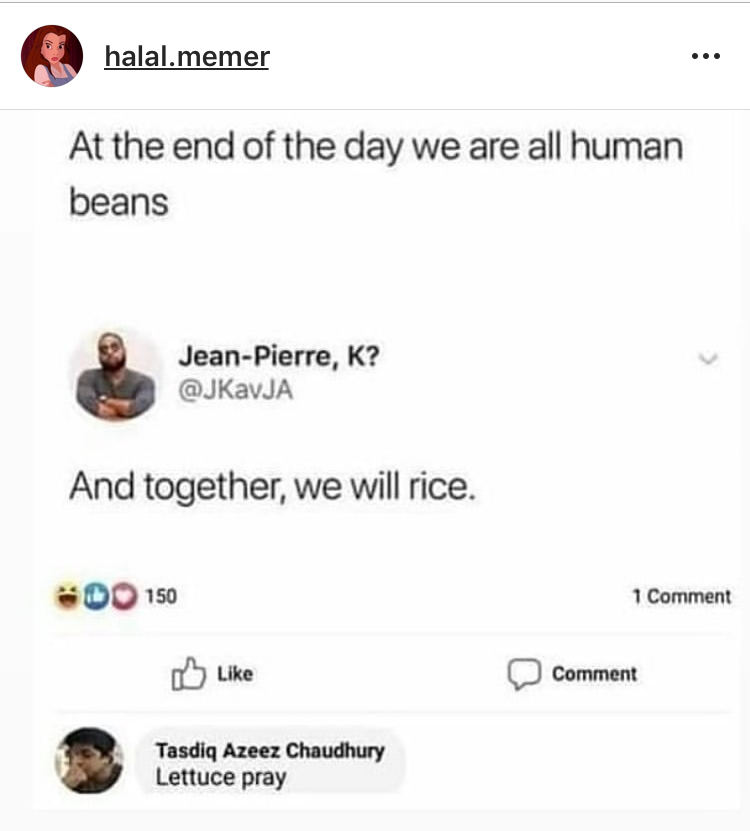 halal.memer
At the end of the day we are all human
beans
Jean-Pierre, K?
@JKavJA
And together, we will rice.
150
1 Comment
Like
Comment
Tasdiq Azeez Chaudhury
Lettuce pray